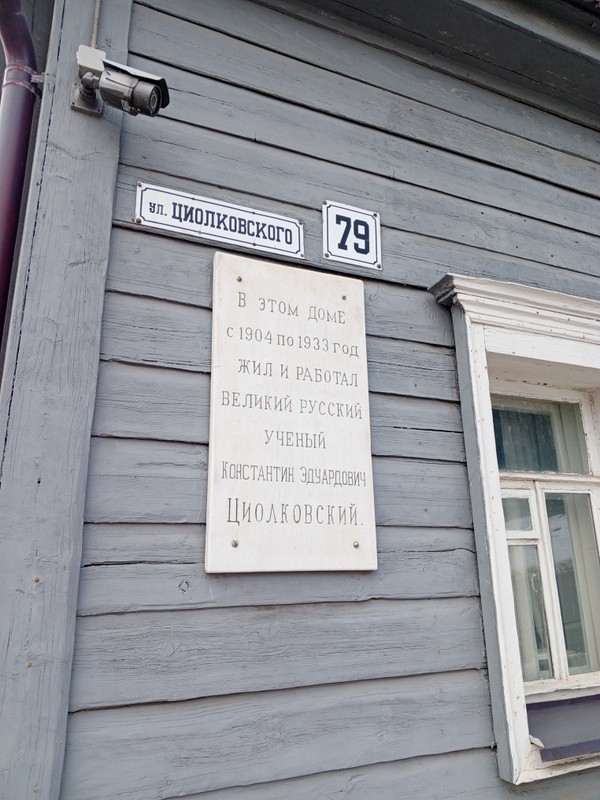 ул. ЦИОЛКОВСКОГО
79
В ЭТОМ ДОМЕ
С 1904 ПО 1933 ГОД
ЖИЛ И РАБОТАЛ
ВЕЛИКИЙ РУССКИЙ
УЧЕНЫЙ
КОНСТАНТИН ЭДУАРДОВИЧ
ЦИОЛКОВСКИЙ.